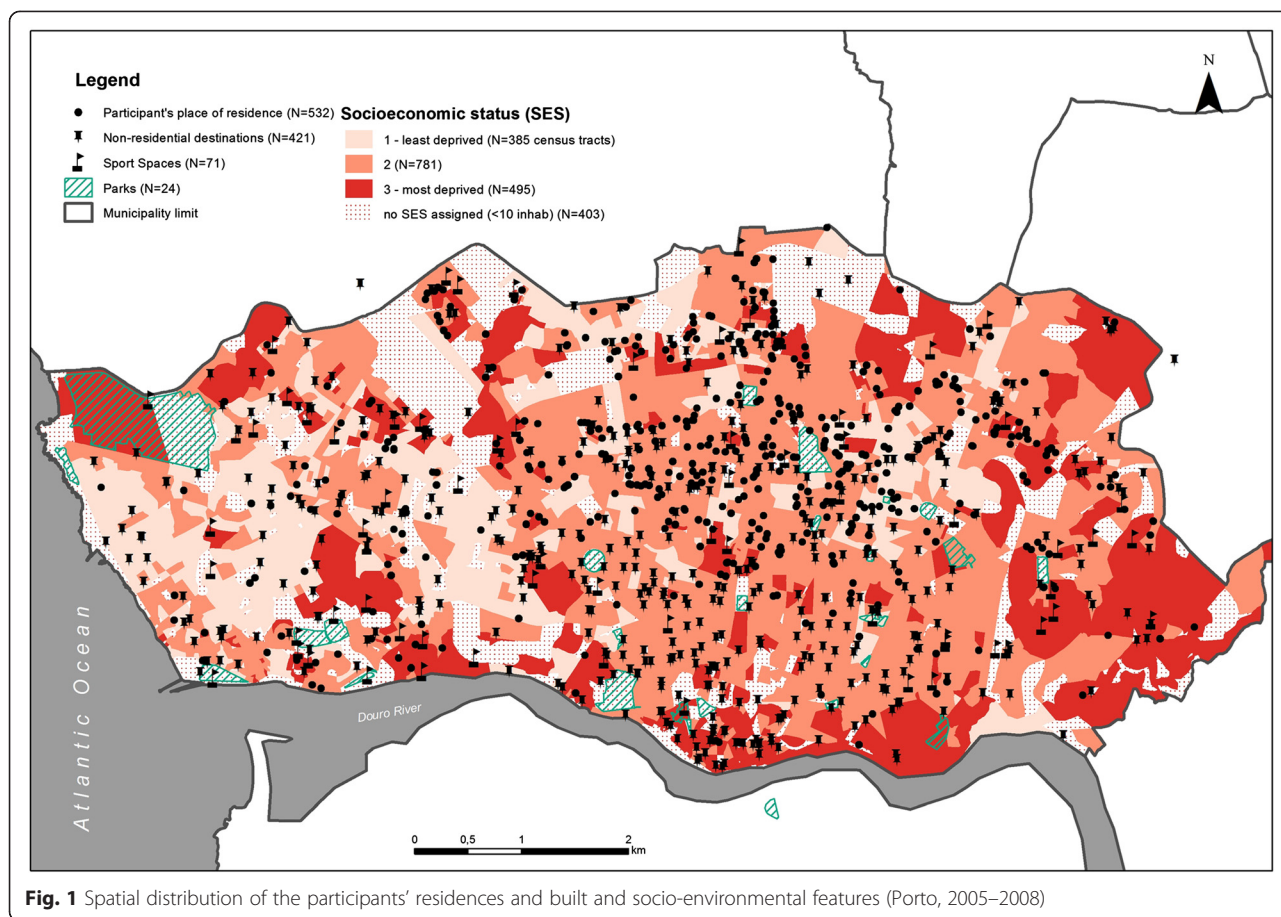 Legend
Participant's place of residence (N=532)
Non-residential destinations (N=421)
Sport Spaces (N=71)
Parks (N=24)
Municipality limit
Socioeconomic status (SES)
1 - least deprived (N=385 census tracts)
2 (N=781)
3 - most deprived (N=495)
no SES assigned (<10 inhab) (N=403)
N
Atlantic Ocean
Douro River
0 0,5 1 2
km
Fig. 1 Spatial distribution of the participants' residences and built and socio-environmental features (Porto, 2005–2008)